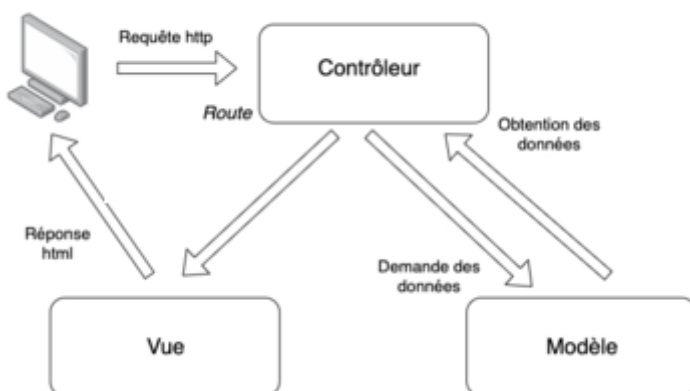 Requête http
Contrôleur
Route
Obtention des
données
Réponse
html
Demande des
données
Vue
Modèle